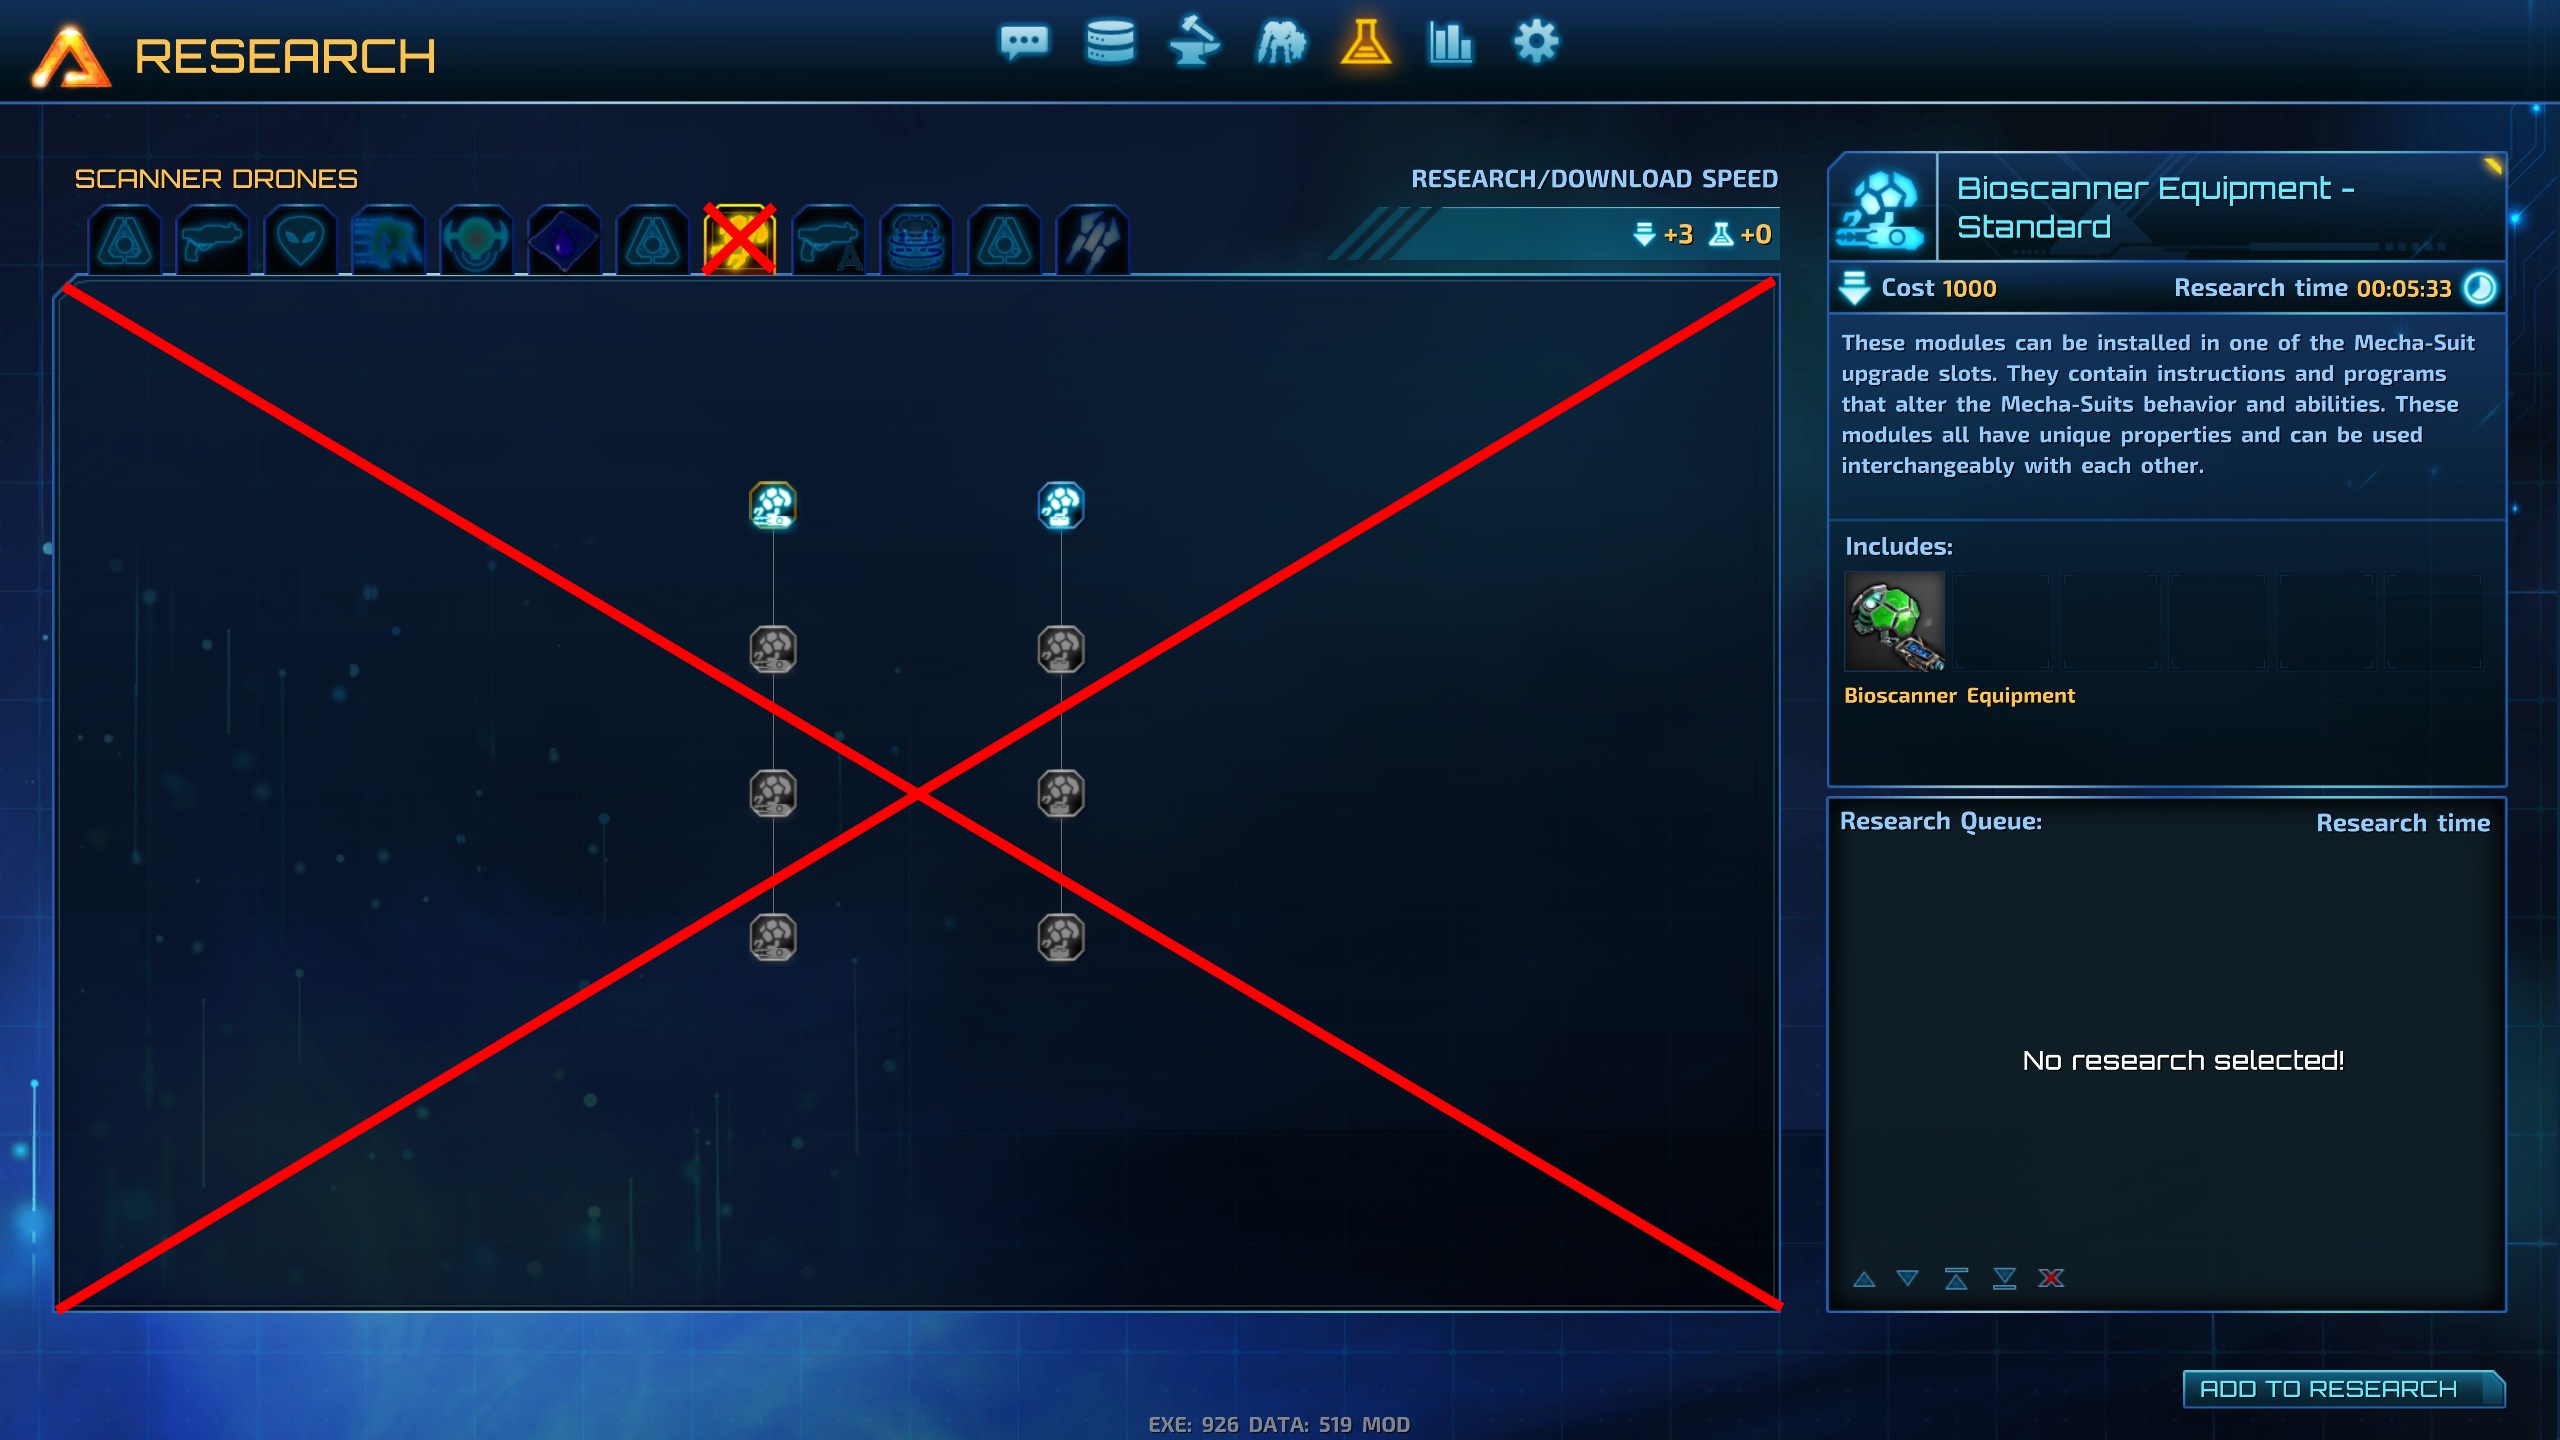 RESEARCH
SCANNER DRONES
RESEARCH/DOWNLOAD SPEED
+3 +0
A
Bioscanner Equipment -
Standard
Cost 1000
Research time 00:05:33
These modules can be installed in one of the Mecha-Suit
upgrade slots. They contain instructions and programs
that alter the Mecha-Suits behavior and abilities. These
modules all have unique properties and can be used
interchangeably with each other.
Includes:
Bioscanner Equipment
Research Queue:
Research time
No research selected!
ADD TO RESEARCH
EXE: 926 DATA: 519 MOD